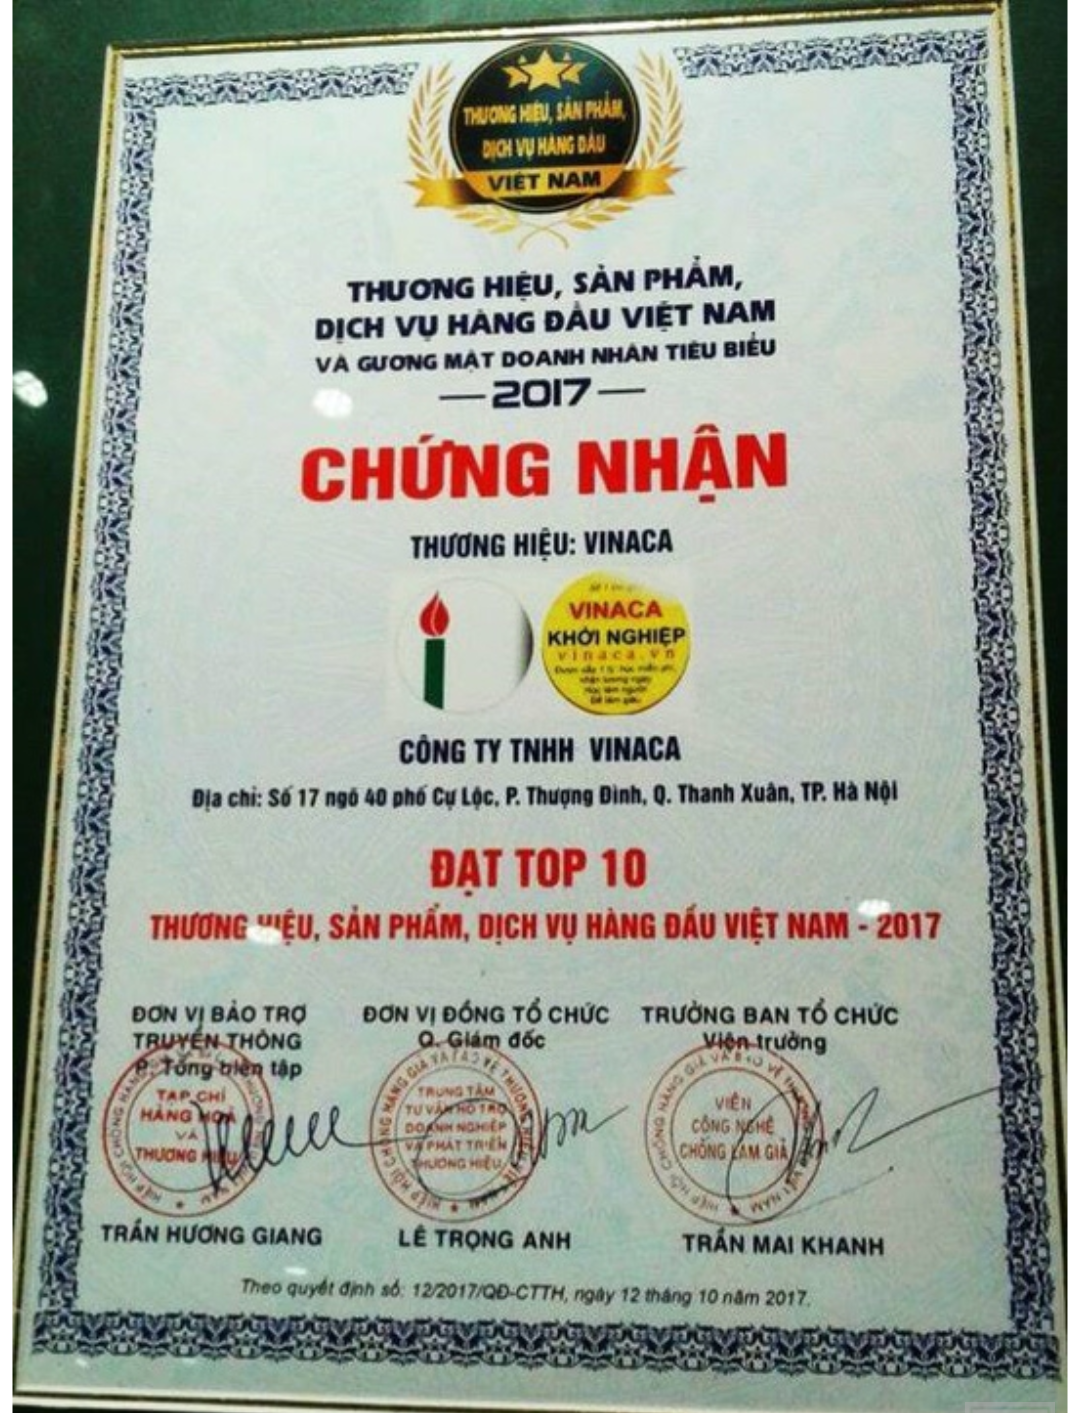 THƯƠNG HIỆU, SẢN PHẨM,
DỊCH VỤ HÀNG ĐẦU
VIỆT NAM
THƯƠNG HIỆU, SẢN PHẨM,
DỊCH VỤ HÀNG ĐẦU VIỆT NAM
VÀ GƯƠNG MẶT DOANH NHÂN TIÊU BIỂU
2017
CHỨNG NHẬN
THƯƠNG HIỆU: VINACA
VINACA
KHỞI NGHIỆP
vinaca.vn
CÔNG TY TNHH VINACA
Địa chỉ: Số 17 ngõ 40 phố Cự Lộc, P. Thượng Đình, Q. Thanh Xuân, TP. Hà Nội
ĐẠT TOP 10
THƯƠNG HIỆU, SẢN PHẨM, DỊCH VỤ HÀNG ĐẦU VIỆT NAM - 2017
ĐƠN VỊ BẢO TRỢ ĐƠN VỊ ĐỒNG TỔ CHỨC TRƯỞNG BAN TỔ CHỨC
TRUYỀN THÔNG Q. Giám đốc Viện trưởng
P. Tổng biên tập
TẠP CHÍ
HÀNG HOÁ
VÀ
THƯƠNG HIỆU
TRUNG TÂM
TƯ VẤN HỖ TRỢ
DOANH NGHIỆP
VÀ PHÁT TRIỂN
THƯƠNG HIỆU
VIỆN
CÔNG NGHỆ
CHỐNG LÀM GIẢ
TRẦN HƯƠNG GIANG LÊ TRỌNG ANH TRẦN MAI KHANH
Theo quyết định số: 12/2017/QĐ-CTTH, ngày 12 tháng 10 năm 2017.